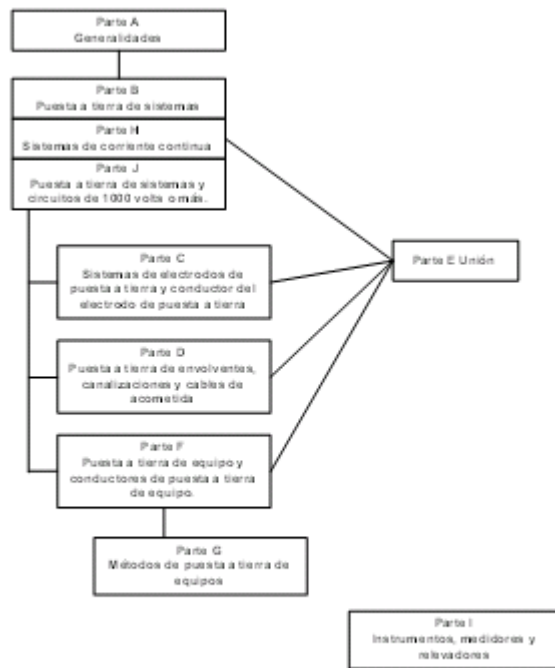 Parte A
Generalidades
Parte B
Puesta a tierra de sistemas
Parte H
Sistemas de corriente continua
Parte J
Puesta a tierra de sistemas y
circuitos de 1000 volts o más.
Parte C
Sistemas de electrodos de
puesta a tierra y conductor del
electrodo de puesta a tierra
Parte E Unión
Parte D
Puesta a tierra de envolventes,
canalizaciones y cables de
acometida
Parte F
Puesta a tierra de equipo y
conductores de puesta a tierra
de equipo.
Parte G
Métodos de puesta a tierra de
equipos
Parte I
Instrumentos, medidores y
relevadores